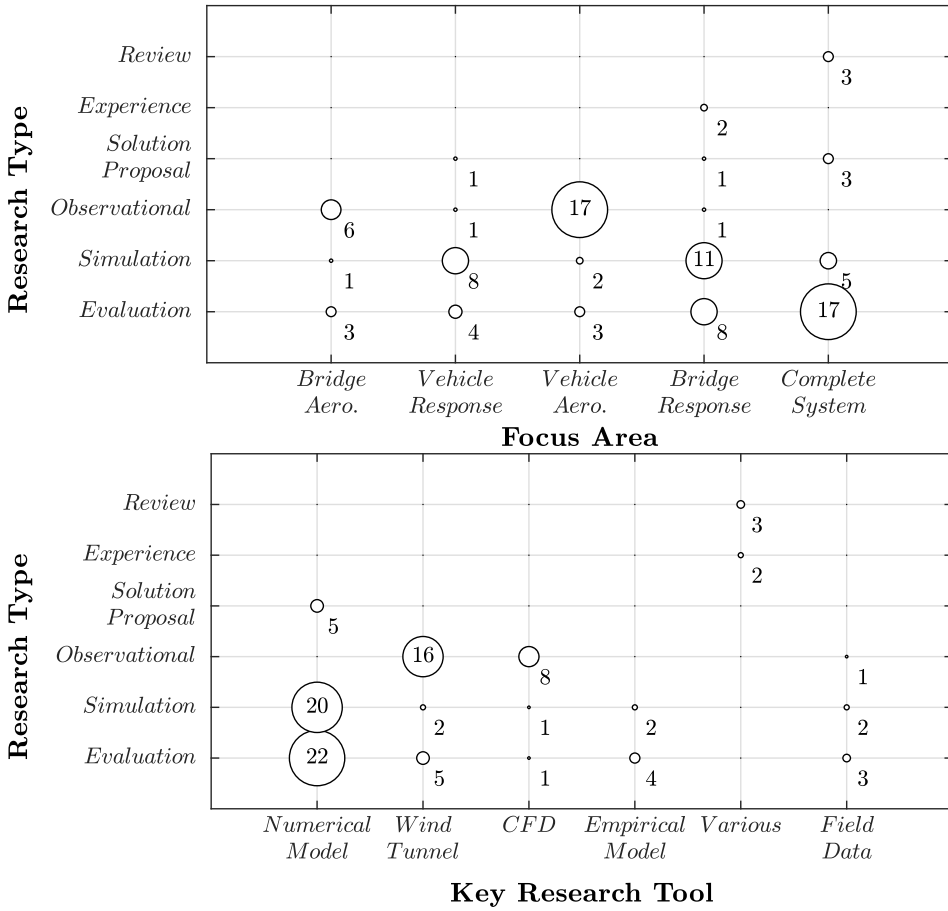 Review
3
Experience
2
Solution
Proposal
1
1
3
Observational
6
1
17
1
Simulation
1
8
2
11
5
Evaluation
3
4
3
8
17
Research Type
Bridge
Aero.
Vehicle
Response
Vehicle
Aero.
Bridge
Response
Complete
System
Focus Area
Review
3
Experience
2
Solution
Proposal
5
Observational
16
8
1
Simulation
20
2
1
2
2
Evaluation
22
5
1
4
3
Research Type
Numerical
Model
Wind
Tunnel
CFD
Empirical
Model
Various
Field
Data
Key Research Tool